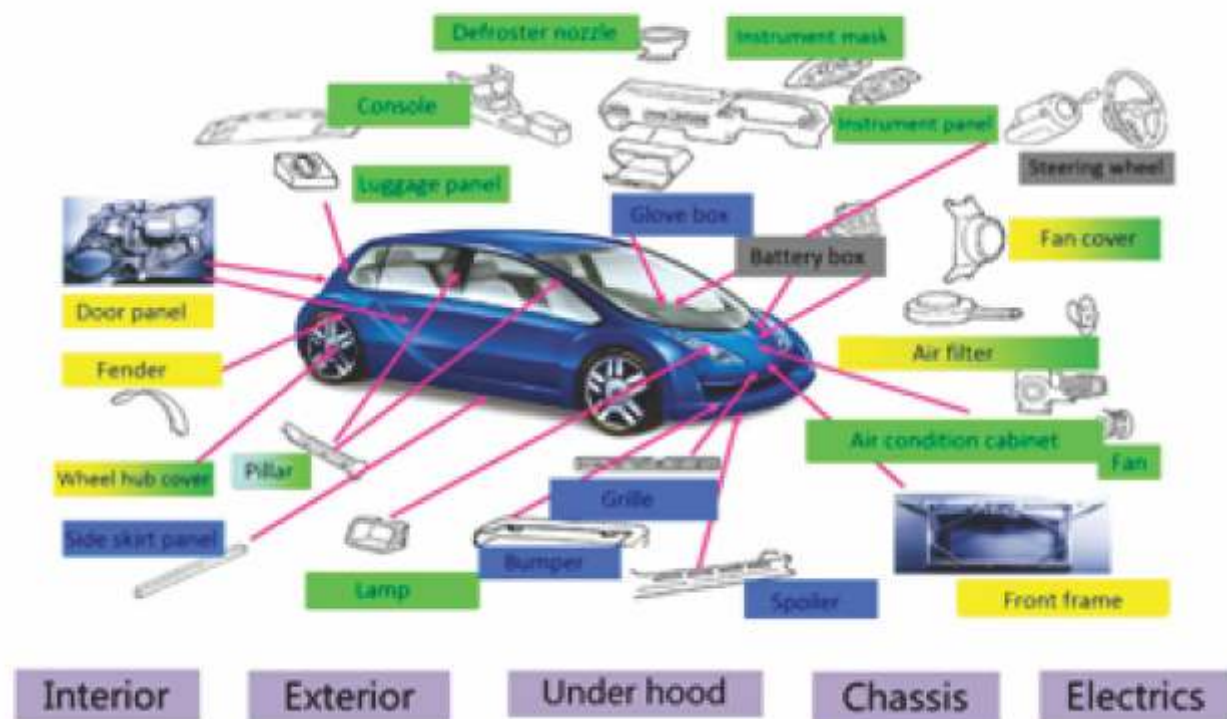 Defroster nozzle
Instrument mask
Console
Instrument panel
Steering wheel
Luggage panel
Glove box
Fan cover
Battery box
Door panel
Air filter
Fender
Air condition cabinet
Fan
Wheel hub cover
Pillar
Grille
Side skirt panel
Bumper
Lamp
Spoiler
Front frame
Interior
Exterior
Under hood
Chassis
Electrics